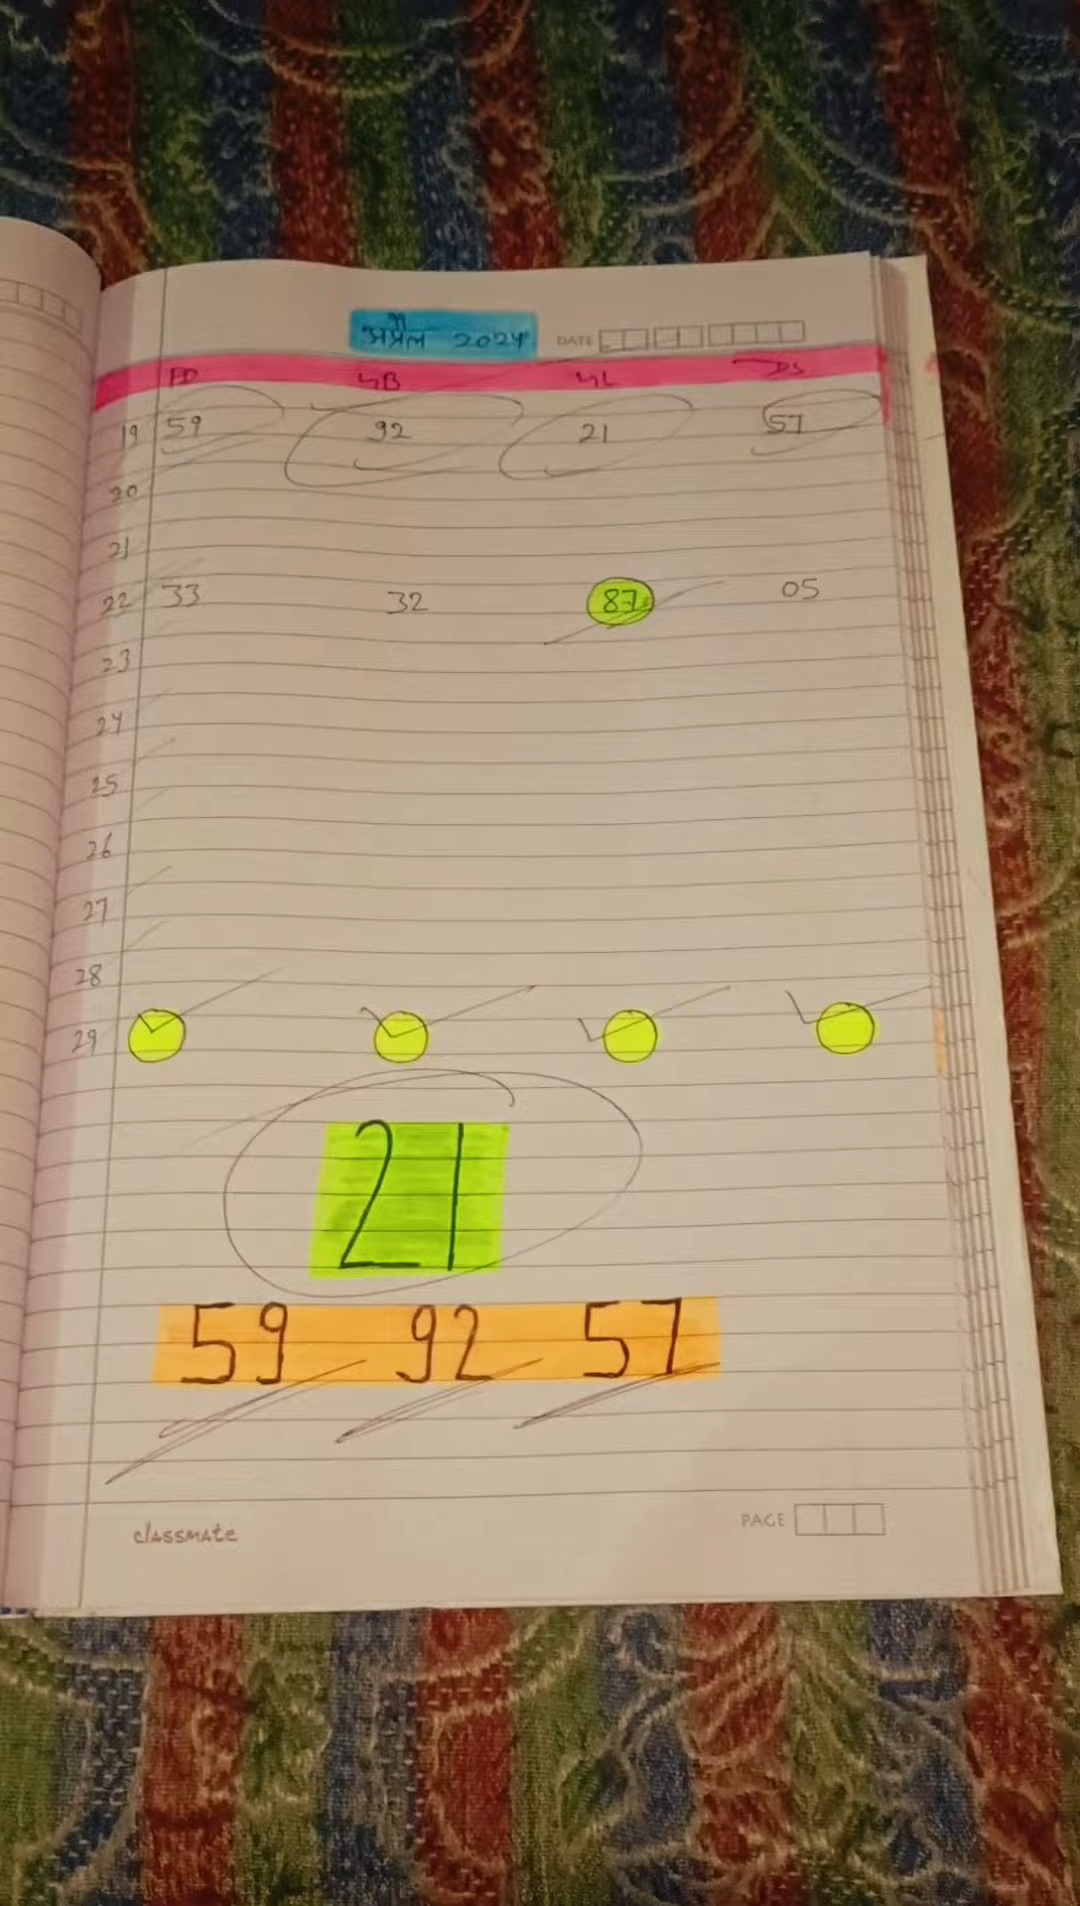 अप्रैल 2024 DATE
FD GB GL DS
19 59 92 21 57
20
21
22 33 32 87 05
23
24
25
26
27
28
29
21
59 92 57
classmate PAGE